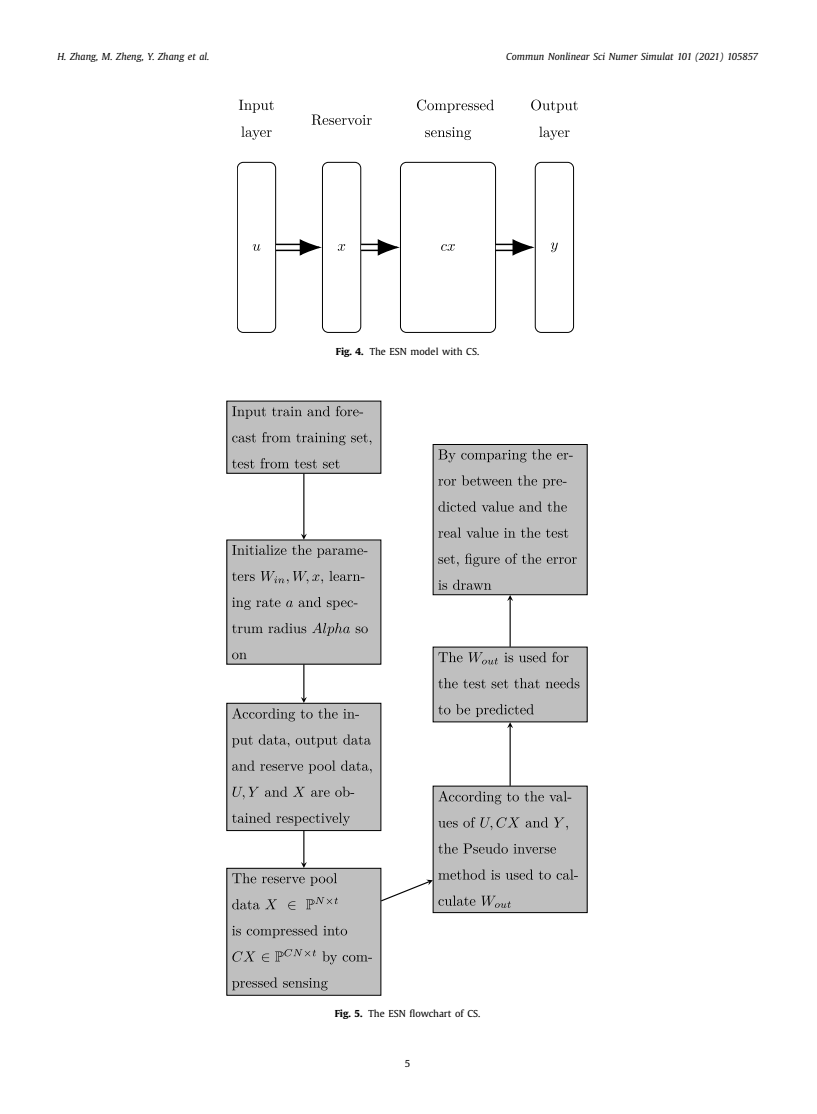 H. Zhang, M. Zheng, Y. Zhang et al.
Commun Nonlinear Sci Numer Simulat 101 (2021) 105857
Input
layer
Reservoir
Compressed
sensing
Output
layer
u
x
cx
y
Fig. 4. The ESN model with CS.
Input train and fore-
cast from training set,
test from test set
Initialize the parame-
ters W_{in}, W, x, learn-
ing rate a and spec-
trum radius Alpha so
on
According to the in-
put data, output data
and reserve pool data,
U, Y and X are ob-
tained respectively
The reserve pool
data X ∈ ℙ^{N×t}
is compressed into
CX ∈ ℙ^{CN×t} by com-
pressed sensing
According to the val-
ues of U, CX and Y,
the Pseudo inverse
method is used to cal-
culate W_{out}
The W_{out} is used for
the test set that needs
to be predicted
By comparing the er-
ror between the pre-
dicted value and the
real value in the test
set, figure of the error
is drawn
Fig. 5. The ESN flowchart of CS.
5